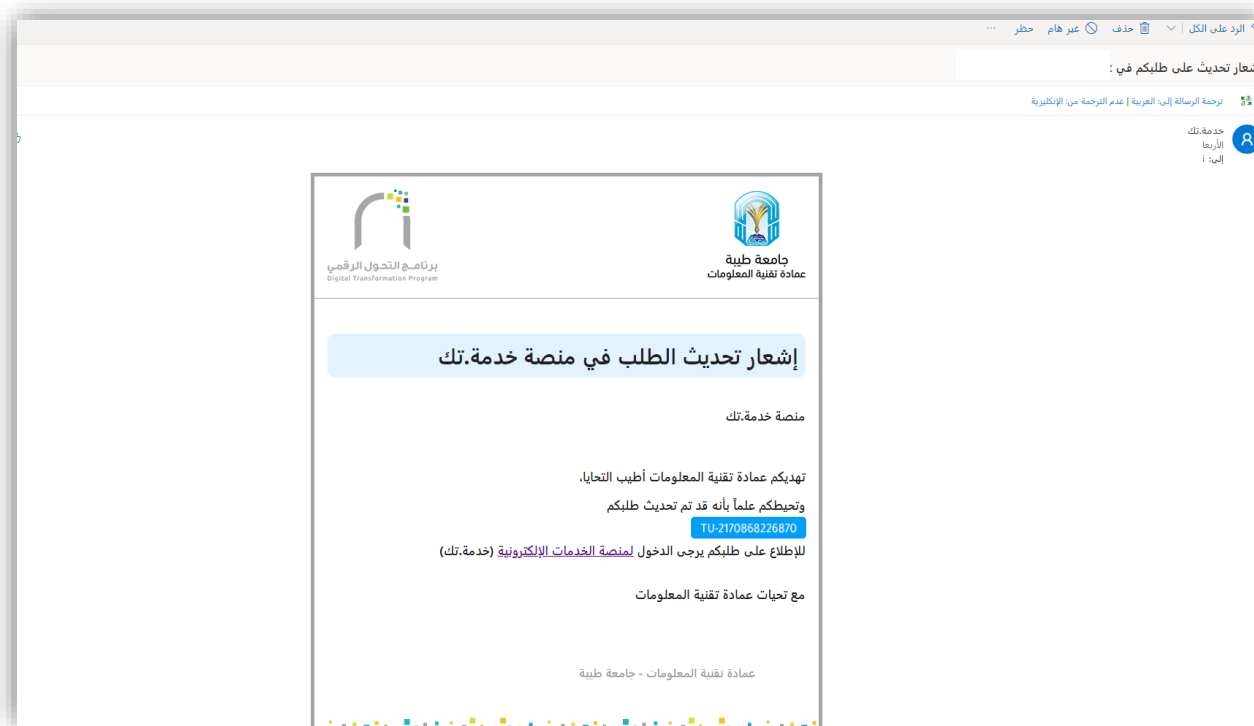 الرد على الكل حذف غير هام حظر ...
شعار تحديث على طلبكم في :
ترجمة الرسالة إلى: العربية | عدم الترجمة من: الإنكليزية
خدمة.تك
الأربعا
إلى: i
جامعة طيبة
عمادة تقنية المعلومات
برنامج التحول الرقمي
Digital Transformation Program
إشعار تحديث الطلب في منصة خدمة.تك
منصة خدمة.تك
تهديكم عمادة تقنية المعلومات أطيب التحايا،
وتحيطكم علماً بأنه قد تم تحديث طلبكم
TU-2170868226870
للإطلاع على طلبكم يرجى الدخول لمنصة الخدمات الإلكترونية (خدمة.تك)
مع تحيات عمادة تقنية المعلومات
عمادة تقنية المعلومات - جامعة طيبة